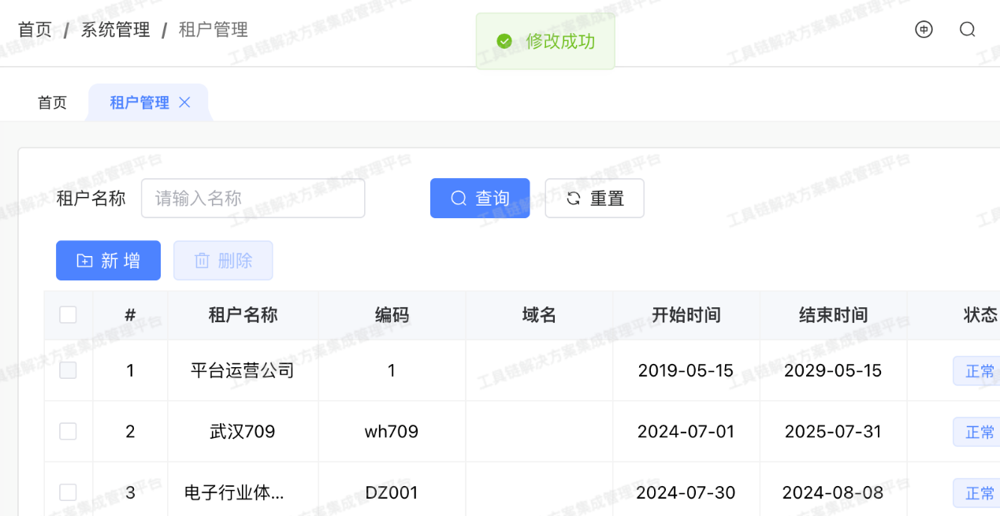 首页 / 系统管理 / 租户管理
修改成功
中
首页 租户管理
租户名称 请输入名称 查询 重置
新增 删除
# 租户名称 编码 域名 开始时间 结束时间 状态
1 平台运营公司 1 2019-05-15 2029-05-15 正常
2 武汉709 wh709 2024-07-01 2025-07-31 正常
3 电子行业体... DZ001 2024-07-30 2024-08-08 正常
工具链解决方案集成管理平台